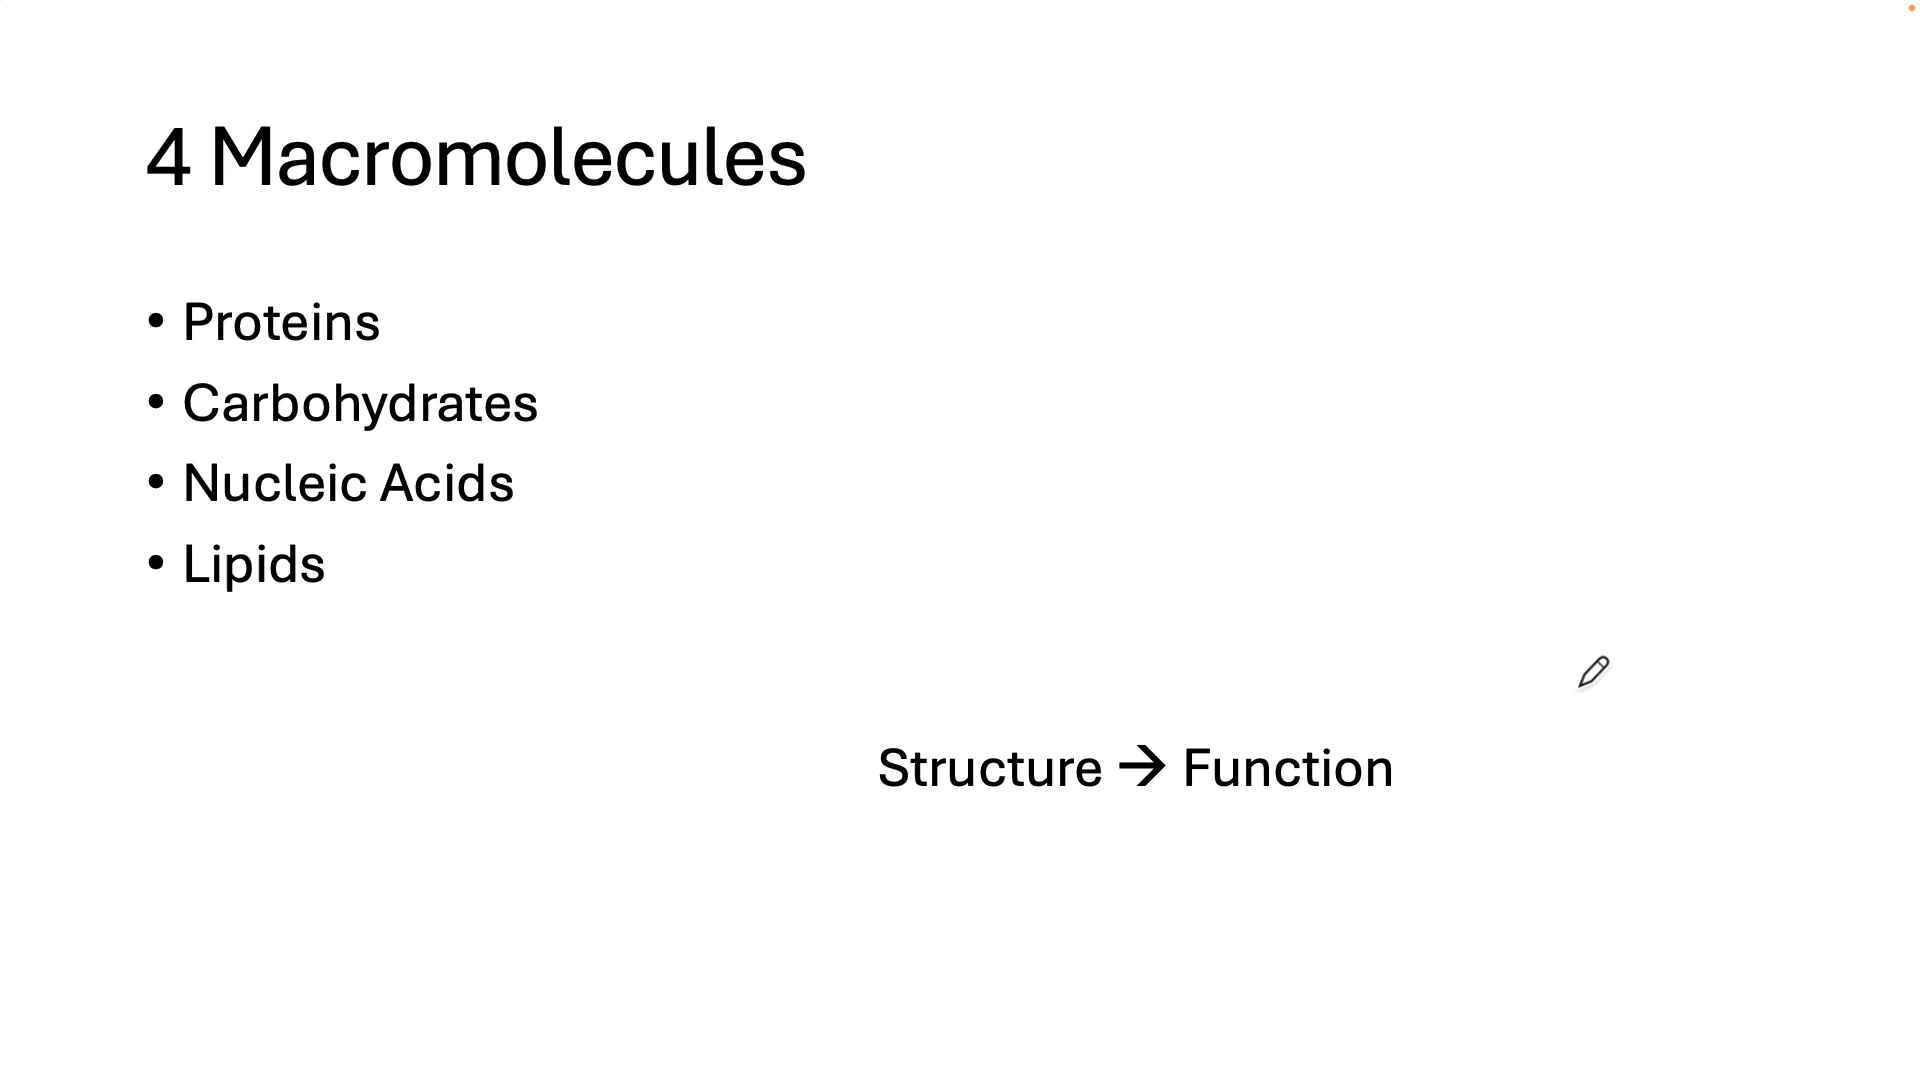 4 Macromolecules
• Proteins
• Carbohydrates
• Nucleic Acids
• Lipids
Structure → Function